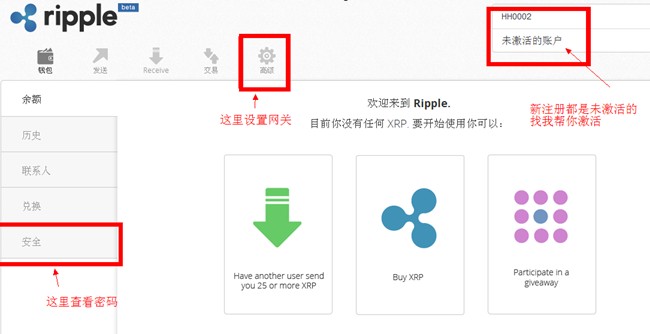 ripple beta
HH0002
未激活的账户
钱包 发送 Receive 交易 高级
余额
这里设置网关
欢迎来到 Ripple.
新注册都是未激活的
找我帮你激活
目前你没有任何 XRP. 要开始使用你可以:
历史
联系人
兑换
安全
Have another user send
you 25 or more XRP
Buy XRP
Participate in a
giveaway
这里查看密码